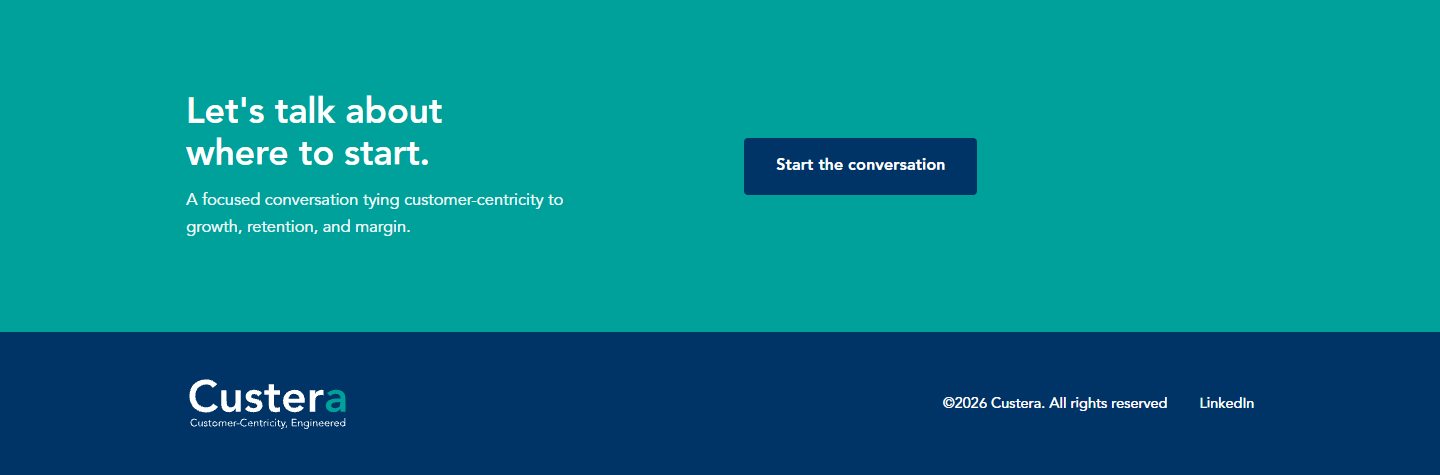 Let's talk about
where to start.
A focused conversation tying customer-centricity to
growth, retention, and margin.
Start the conversation
Custera
Customer-Centricity, Engineered
©2026 Custera. All rights reserved
LinkedIn